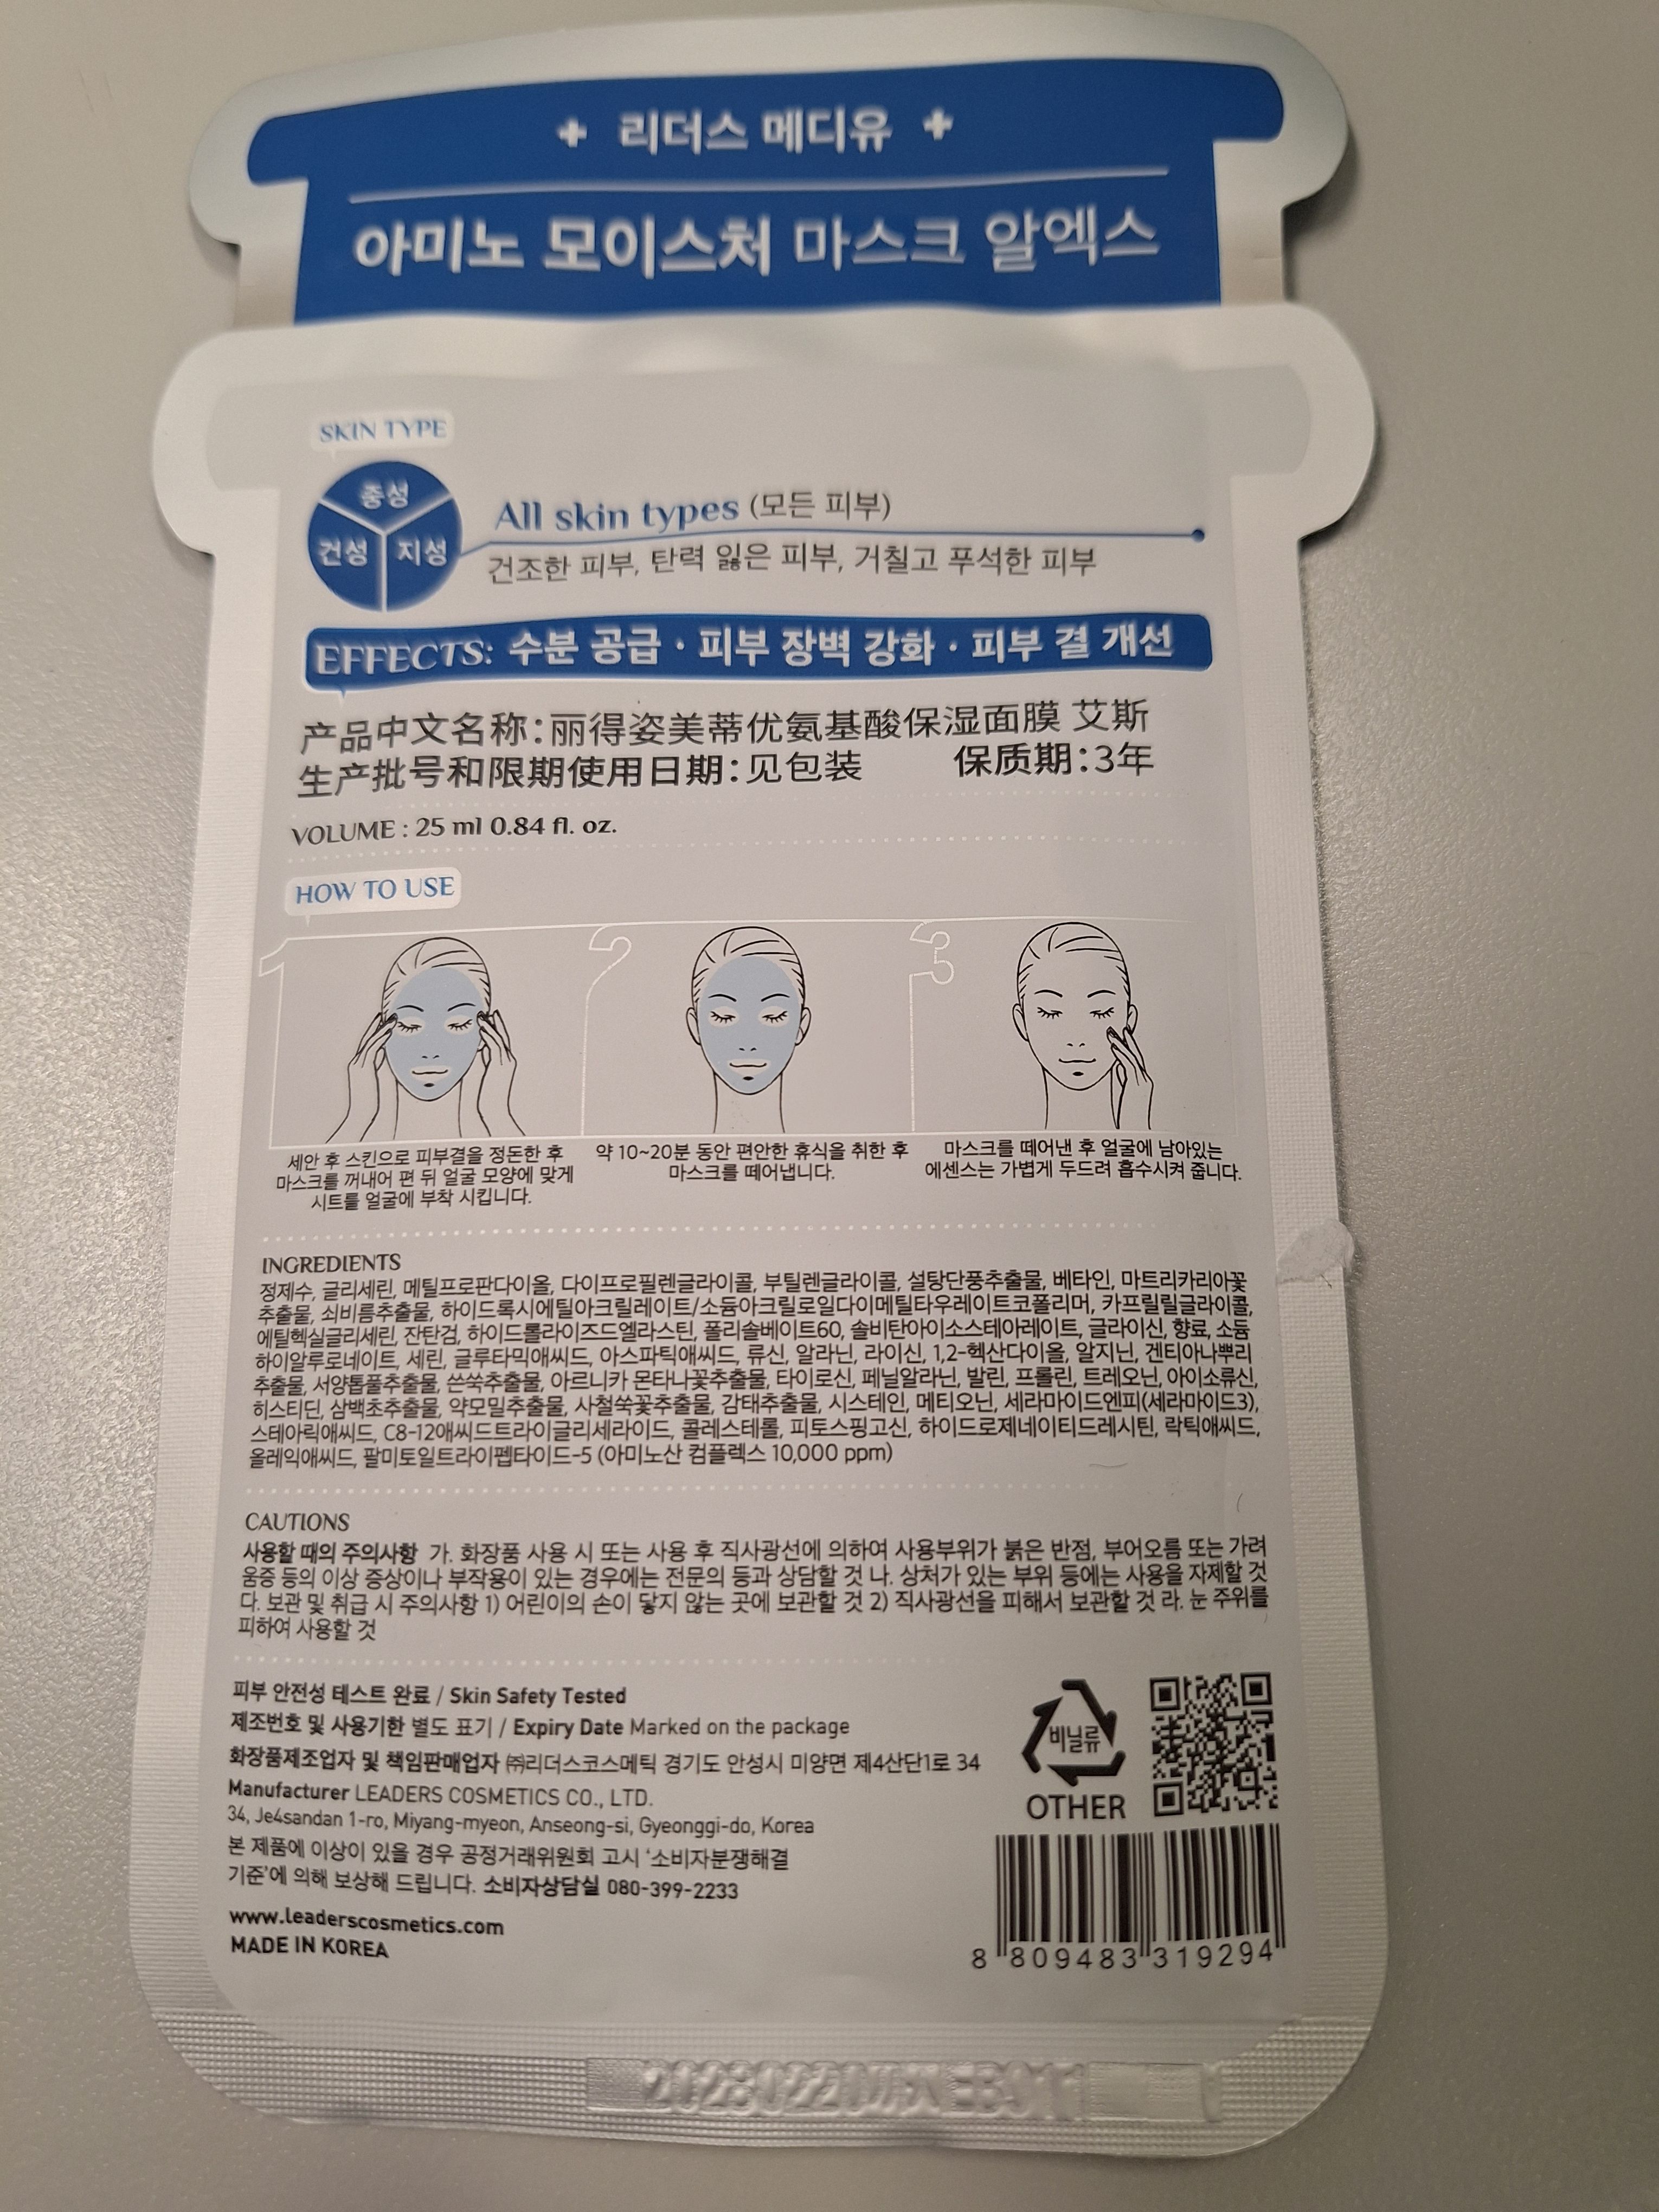 리더스 메디유
아미노 모이스처 마스크 알엑스
SKIN TYPE
중성
건성
지성
All skin types (모든 피부)
건조한 피부, 탄력 잃은 피부, 거칠고 푸석한 피부
EFFECTS: 수분 공급 · 피부 장벽 강화 · 피부 결 개선
产品中文名称：丽得姿美蒂优氨基酸保湿面膜 艾斯
生产批号和限期使用日期：见包装 保质期：3年
VOLUME : 25 ml 0.84 fl. oz.
HOW TO USE
1
2
3
세안 후 스킨으로 피부결을 정돈한 후
마스크를 꺼내어 편 뒤 얼굴 모양에 맞게
시트를 얼굴에 부착 시킵니다.
약 10~20분 동안 편안한 휴식을 취한 후
마스크를 떼어냅니다.
마스크를 떼어낸 후 얼굴에 남아있는
에센스는 가볍게 두드려 흡수시켜 줍니다.
INGREDIENTS
정제수, 글리세린, 메틸프로판다이올, 다이프로필렌글라이콜, 부틸렌글라이콜, 설탕단풍추출물, 베타인, 마트리카리아꽃
추출물, 쇠비름추출물, 하이드록시에틸아크릴레이트/소듐아크릴로일다이메틸타우레이트코폴리머, 카프릴릴글라이콜,
에틸헥실글리세린, 잔탄검, 하이드롤라이즈드엘라스틴, 폴리솔베이트60, 솔비탄아이소스테아레이트, 글라이신, 향료, 소듐
하이알루로네이트, 세린, 글루타믹애씨드, 아스파틱애씨드, 류신, 알라닌, 라이신, 1,2-헥산다이올, 알지닌, 겐티아나뿌리
추출물, 서양톱풀추출물, 쓴쑥추출물, 아르니카 몬타나꽃추출물, 타이로신, 페닐알라닌, 발린, 프롤린, 트레오닌, 아이소류신,
히스티딘, 삼백초추출물, 약모밀추출물, 사철쑥꽃추출물, 감태추출물, 시스테인, 메티오닌, 세라마이드엔피(세라마이드3),
스테아릭애씨드, C8-12애씨드트라이글리세라이드, 콜레스테롤, 피토스핑고신, 하이드로제네이티드레시틴, 락틱애씨드,
올레익애씨드, 팔미토일트라이펩타이드-5 (아미노산 컴플렉스 10,000 ppm)
CAUTIONS
사용할 때의 주의사항 가. 화장품 사용 시 또는 사용 후 직사광선에 의하여 사용부위가 붉은 반점, 부어오름 또는 가려
움증 등의 이상 증상이나 부작용이 있는 경우에는 전문의 등과 상담할 것 나. 상처가 있는 부위 등에는 사용을 자제할 것
다. 보관 및 취급 시 주의사항 1) 어린이의 손이 닿지 않는 곳에 보관할 것 2) 직사광선을 피해서 보관할 것 라. 눈 주위를
피하여 사용할 것
피부 안전성 테스트 완료 / Skin Safety Tested
제조번호 및 사용기한 별도 표기 / Expiry Date Marked on the package
화장품제조업자 및 책임판매업자 ㈜리더스코스메틱 경기도 안성시 미양면 제4산단1로 34
Manufacturer LEADERS COSMETICS CO., LTD.
34, Je4sandan 1-ro, Miyang-myeon, Anseong-si, Gyeonggi-do, Korea
본 제품에 이상이 있을 경우 공정거래위원회 고시 '소비자분쟁해결
기준'에 의해 보상해 드립니다. 소비자상담실 080-399-2233
www.leaderscosmetics.com
MADE IN KOREA
비닐류
OTHER
8 809483 319294